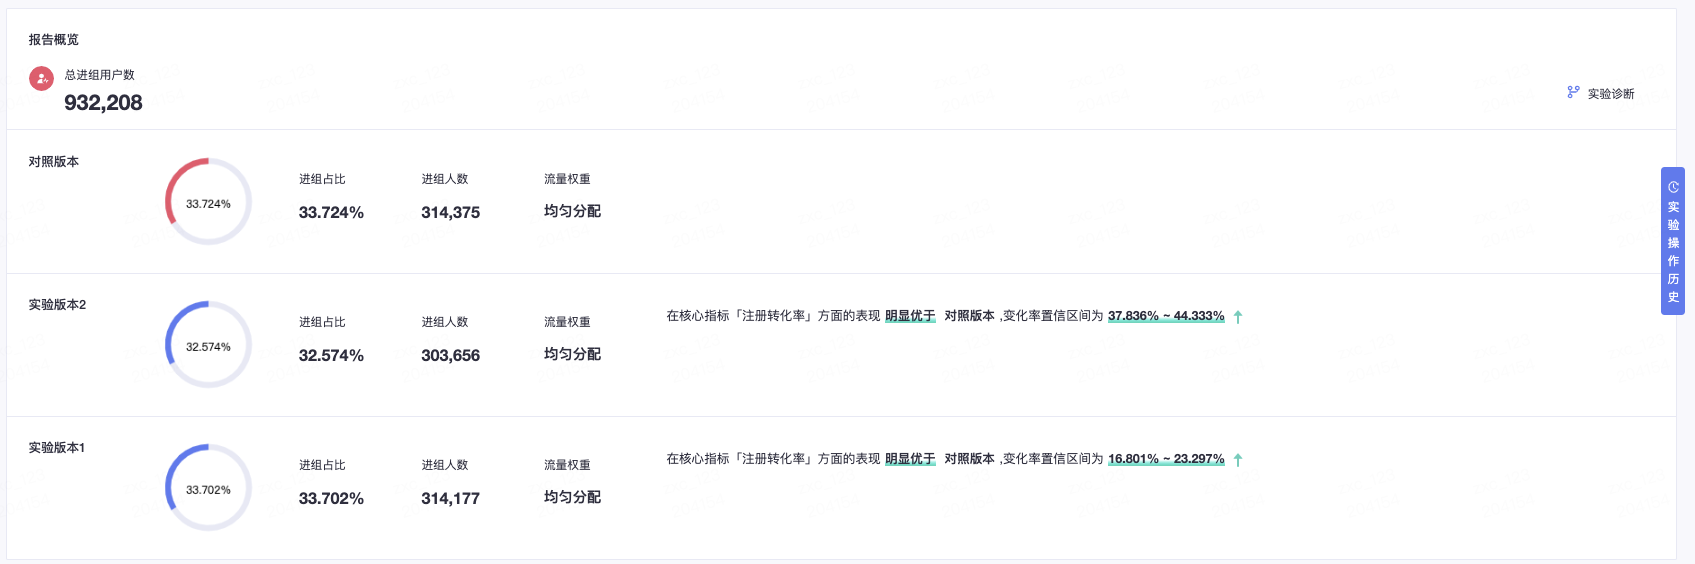 报告概览
总进组用户数
932,208
实验诊断
对照版本
33.724%
进组占比
33.724%
进组人数
314,375
流量权重
均匀分配
实验版本2
32.574%
进组占比
32.574%
进组人数
303,656
流量权重
均匀分配
在核心指标「注册转化率」方面的表现 明显优于 对照版本 ,变化率置信区间为 37.836% ~ 44.333%
实验版本1
33.702%
进组占比
33.702%
进组人数
314,177
流量权重
均匀分配
在核心指标「注册转化率」方面的表现 明显优于 对照版本 ,变化率置信区间为 16.801% ~ 23.297%
实验操作历史